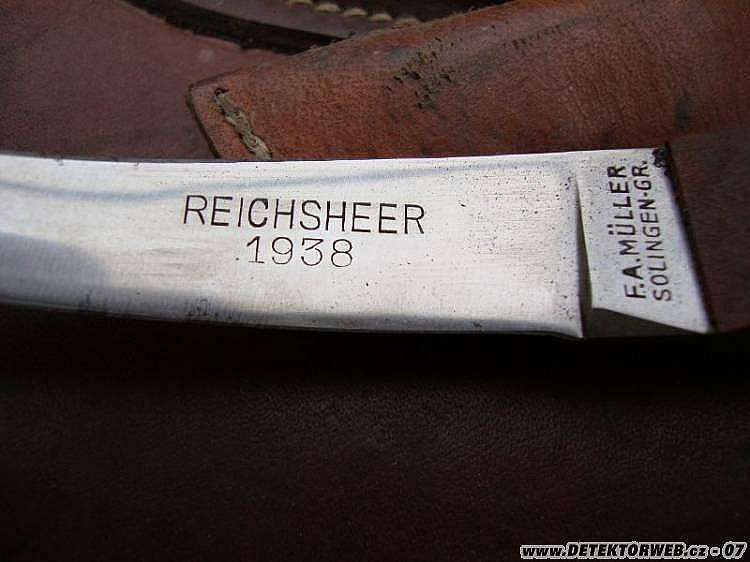 REICHSHEER
1938
F.A.MÜLLER
SOLINGEN-GR.
www.DETEKTORWEB.cz - 07